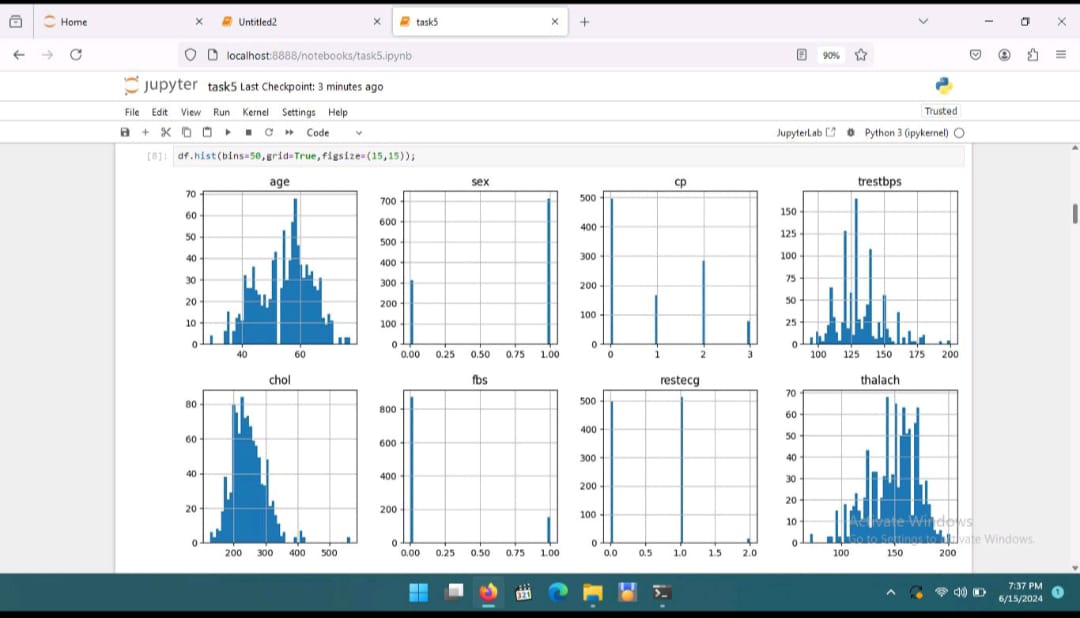 Home
Untitled2
task5
localhost:8888/notebooks/task5.ipynb
90%
jupyter task5 Last Checkpoint: 3 minutes ago
File Edit View Run Kernel Settings Help
Trusted
Code
JupyterLab
Python 3 (ipykernel)
[8]: df.hist(bins=50,grid=True,figsize=(15,15));
age
70
60
50
40
30
20
10
0
40 60
sex
700
600
500
400
300
200
100
0
0.00 0.25 0.50 0.75 1.00
cp
500
400
300
200
100
0
0 1 2 3
trestbps
150
125
100
75
50
25
0
100 125 150 175 200
chol
80
60
40
20
0
200 300 400 500
fbs
800
600
400
200
0
0.00 0.25 0.50 0.75 1.00
restecg
500
400
300
200
100
0
0.0 0.5 1.0 1.5 2.0
thalach
70
60
50
40
30
20
10
0
100 150 200
Activate Windows
Go to Settings to activate Windows.
321
7:37 PM
6/15/2024
1